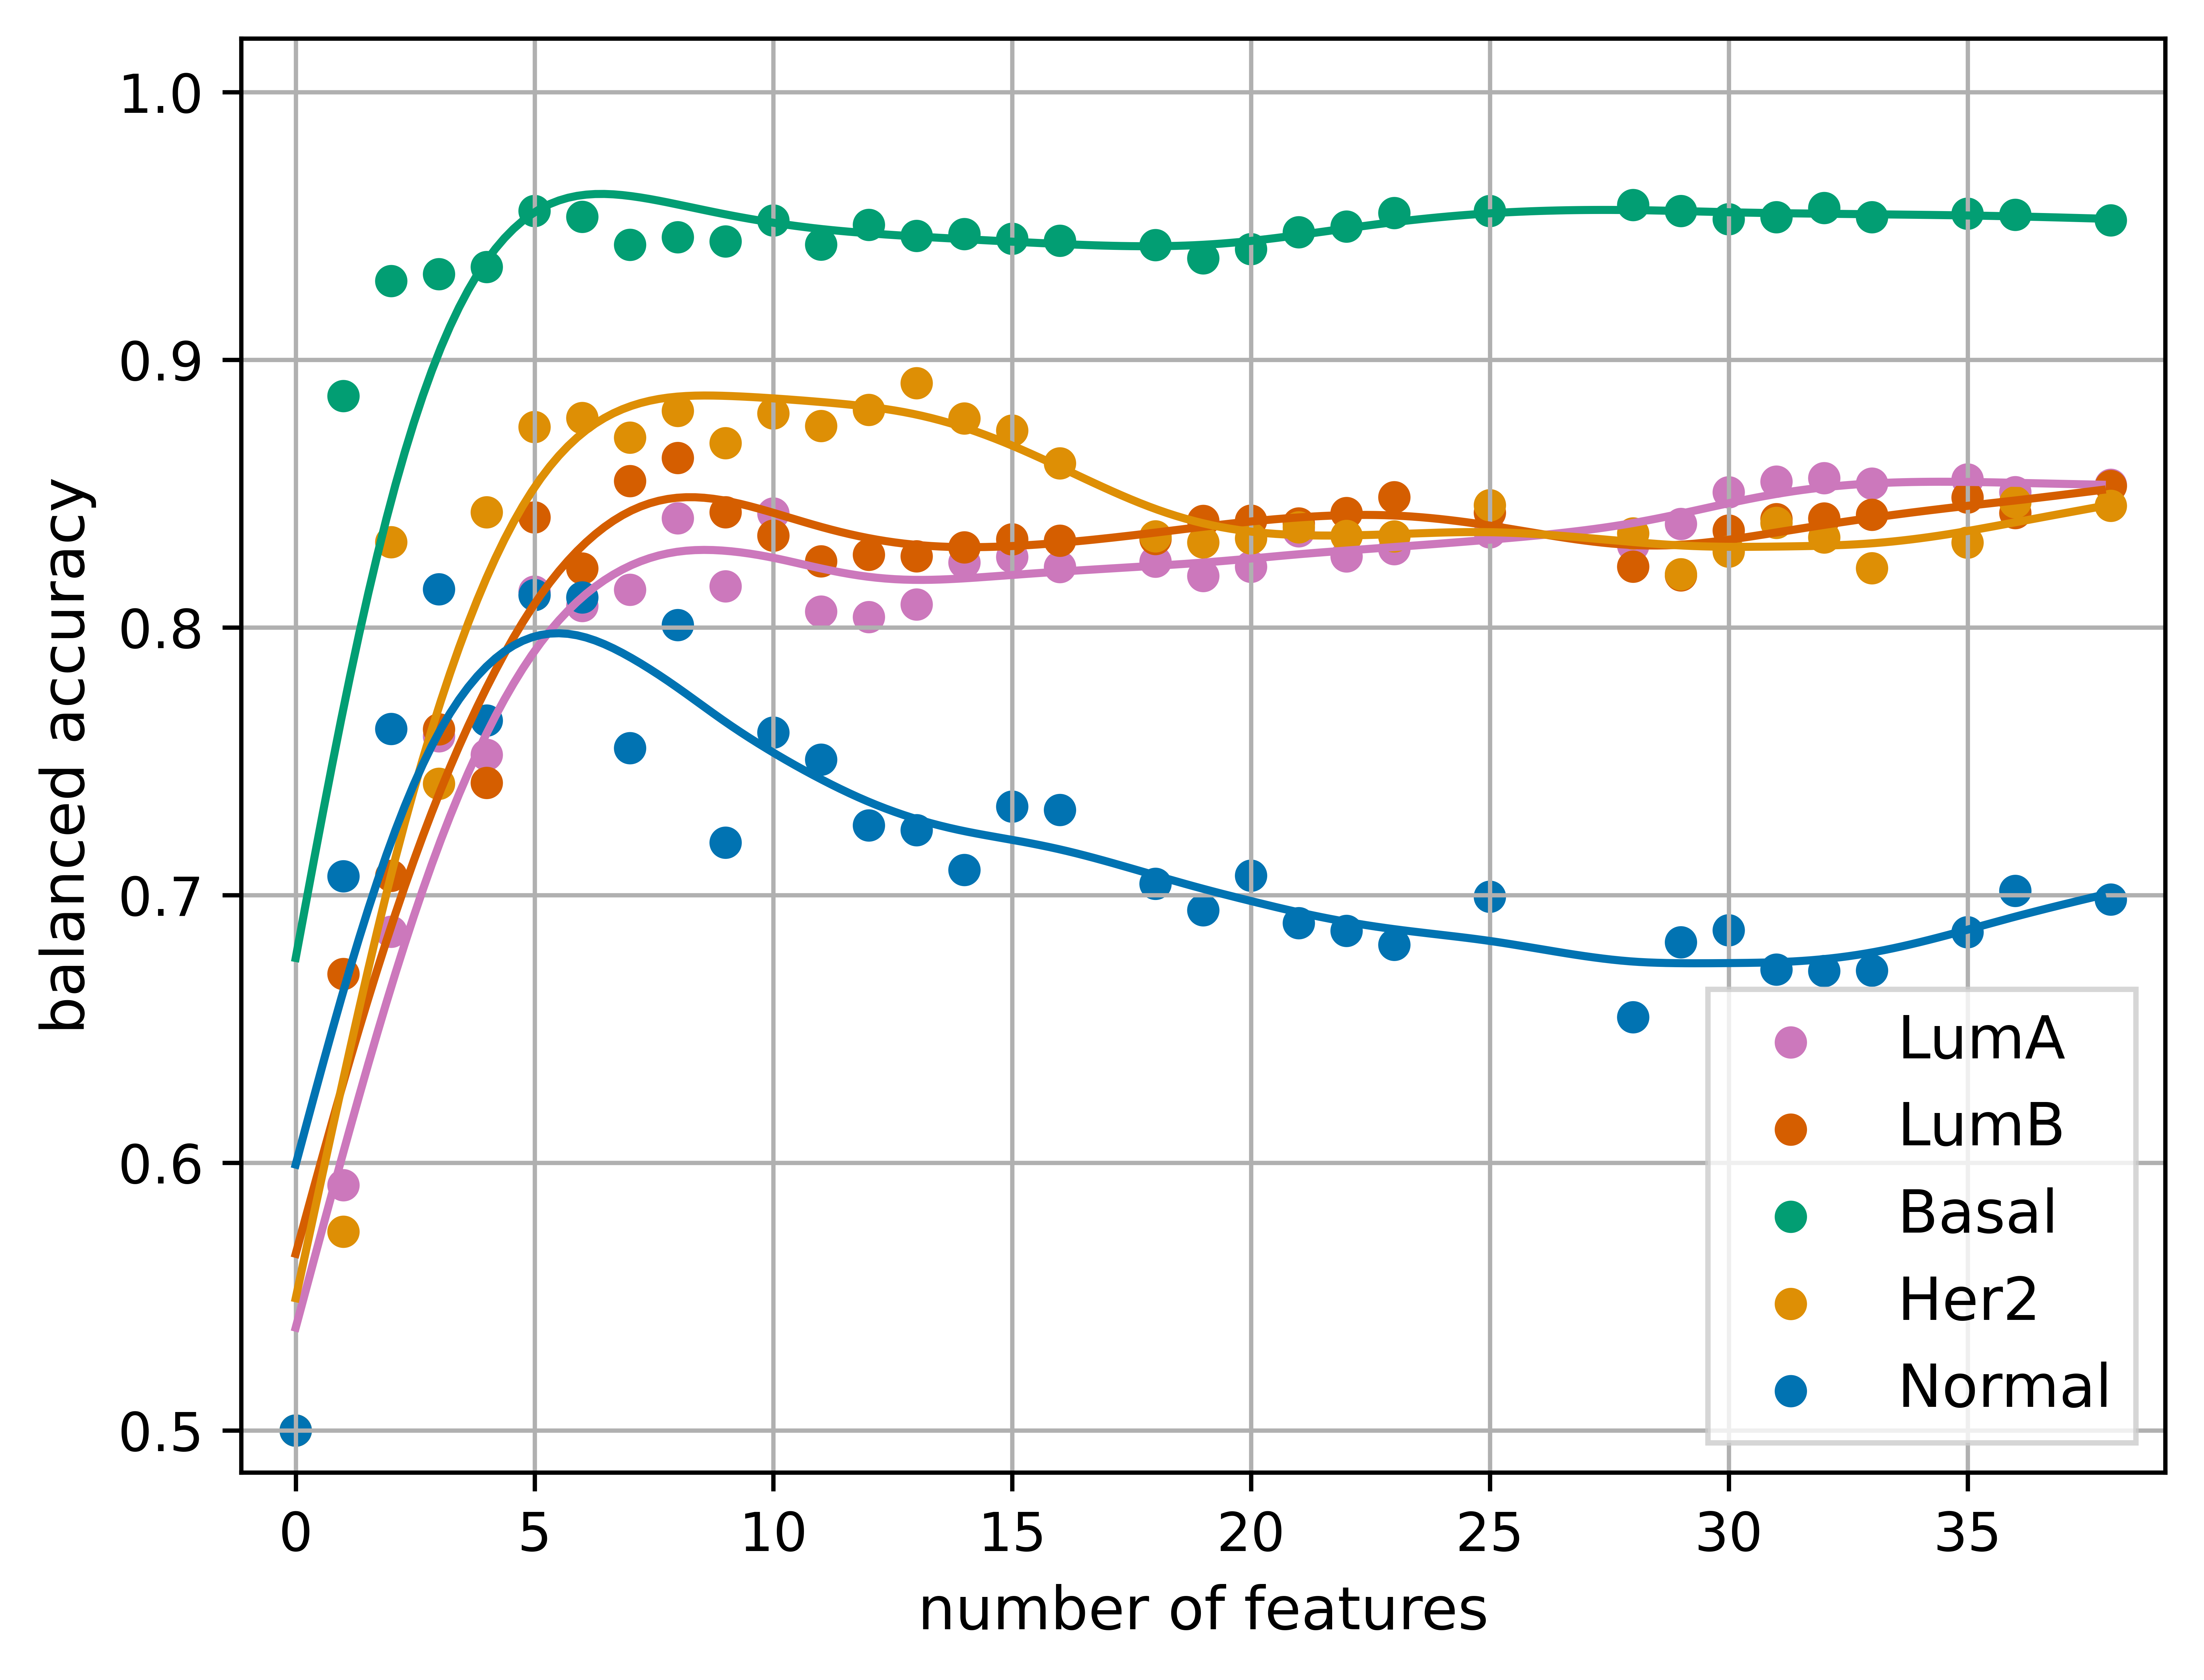 1.0
0.9
0.8
0.7
0.6
0.5
balanced accuracy
0 5 10 15 20 25 30 35
number of features
LumA
LumB
Basal
Her2
Normal